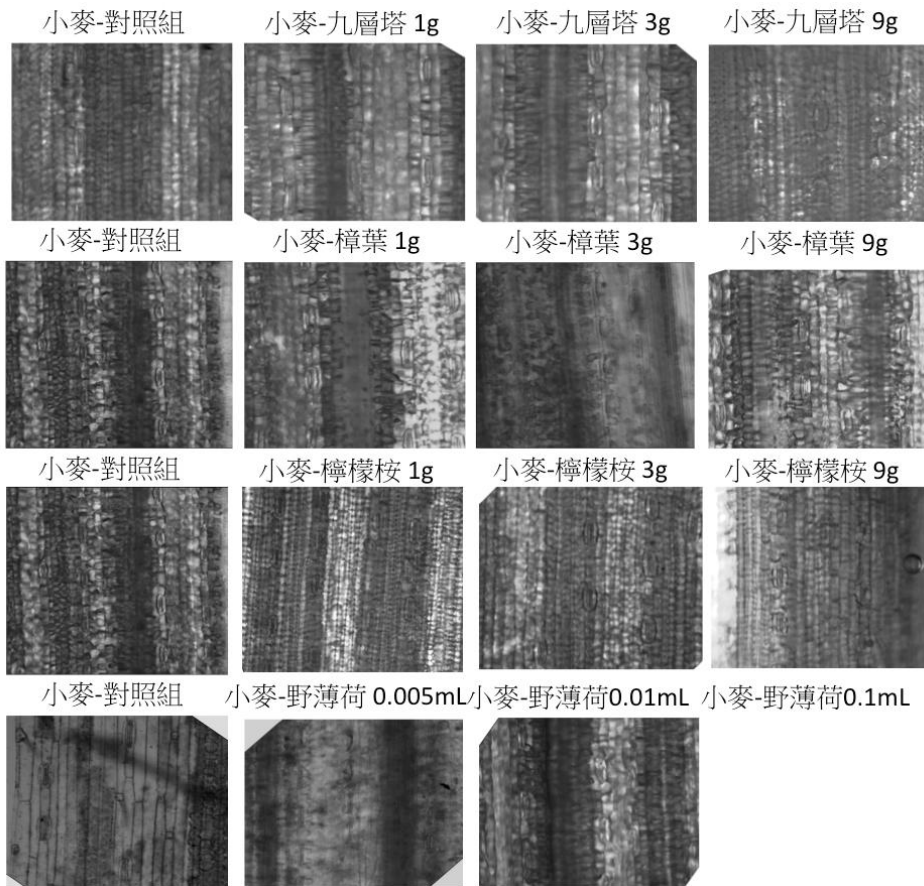 小麥-對照組 小麥-九層塔 1g 小麥-九層塔 3g 小麥-九層塔 9g
小麥-對照組 小麥-樟葉 1g 小麥-樟葉 3g 小麥-樟葉 9g
小麥-對照組 小麥-檸檬桉 1g 小麥-檸檬桉 3g 小麥-檸檬桉 9g
小麥-對照組 小麥-野薄荷 0.005mL 小麥-野薄荷0.01mL 小麥-野薄荷0.1mL